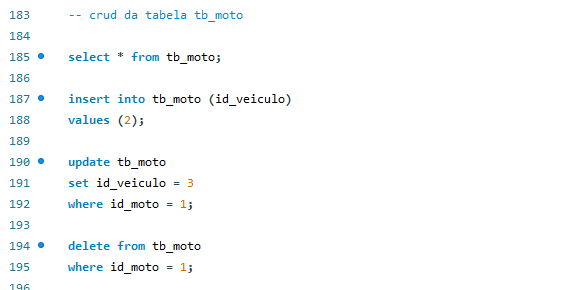 183 -- crud da tabela tb_moto
184
185 select * from tb_moto;
186
187 insert into tb_moto (id_veiculo)
188 values (2);
189
190 update tb_moto
191 set id_veiculo = 3
192 where id_moto = 1;
193
194 delete from tb_moto
195 where id_moto = 1;
196